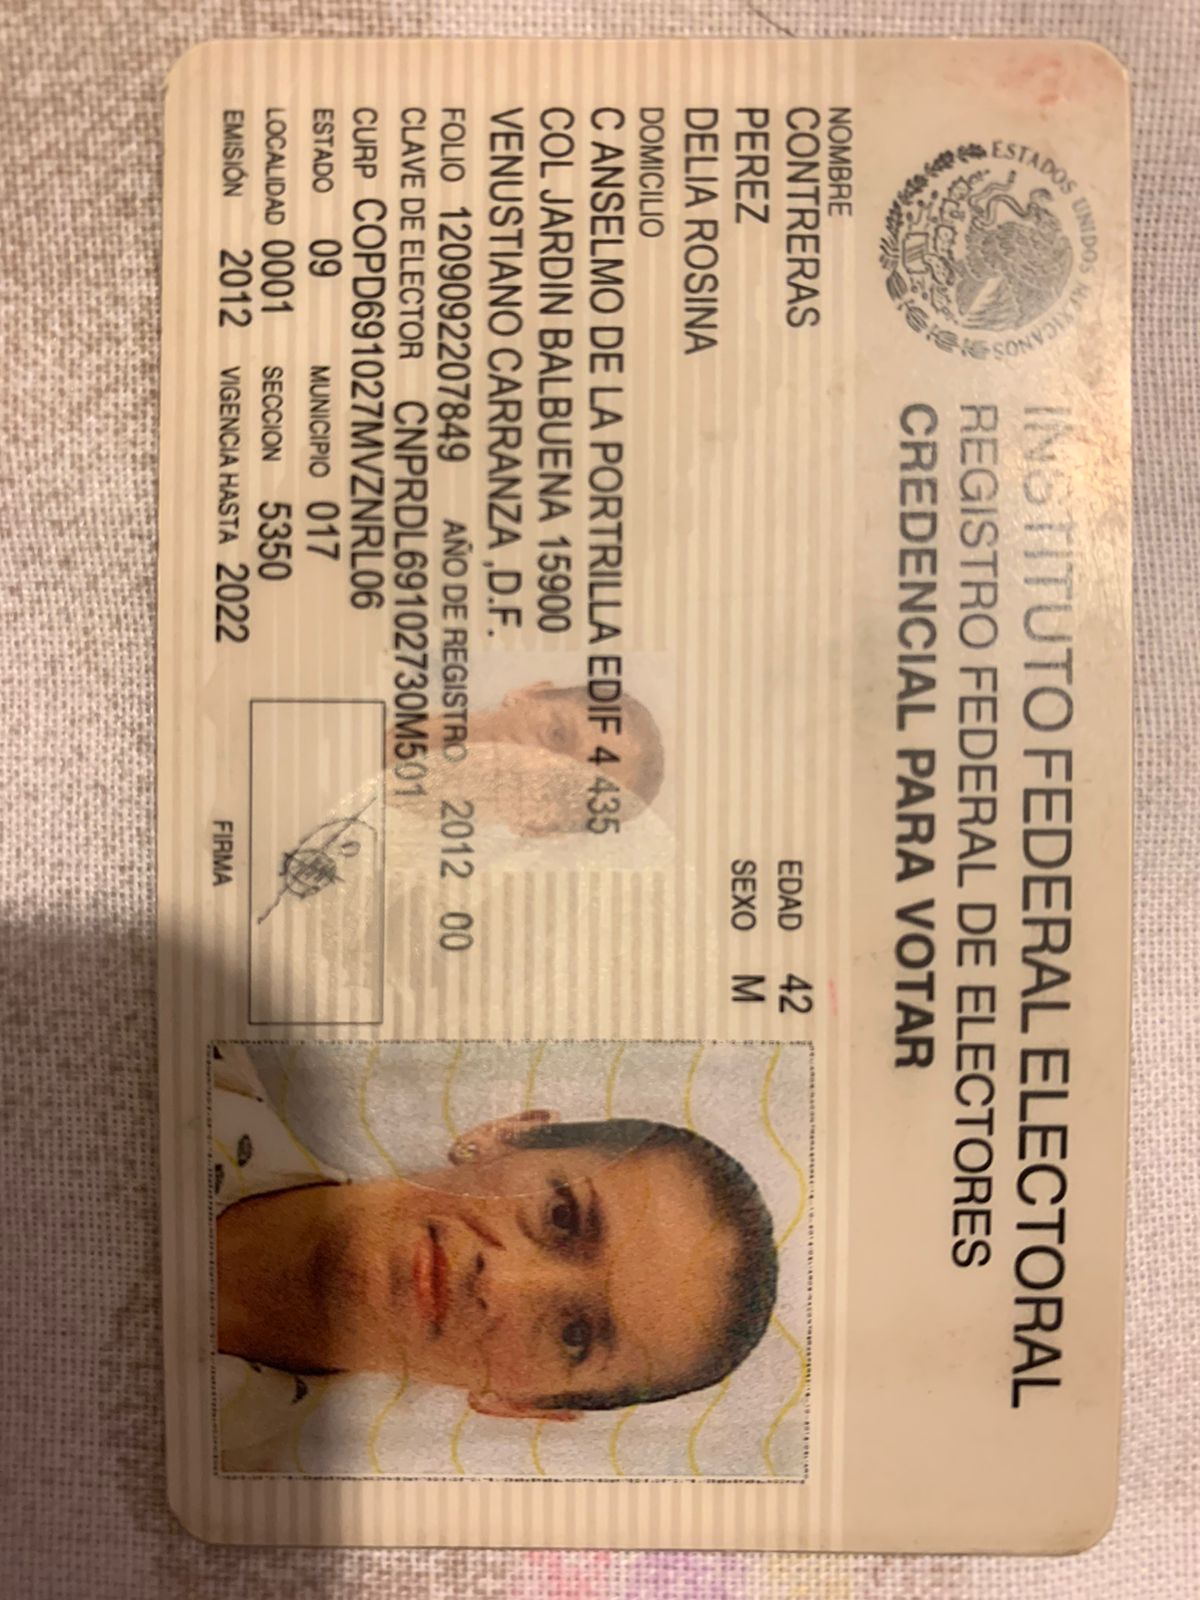 ESTADOS UNIDOS MEXICANOS
INSTITUTO FEDERAL ELECTORAL
REGISTRO FEDERAL DE ELECTORES
CREDENCIAL PARA VOTAR
NOMBRE
CONTRERAS
PEREZ
DELIA ROSINA
EDAD 42
SEXO M
DOMICILIO
C ANSELMO DE LA PORTRILLA EDIF 4 435
COL JARDIN BALBUENA 15900
VENUSTIANO CARRANZA ,D.F.
FOLIO 1209092207849 AÑO DE REGISTRO 2012 00
CLAVE DE ELECTOR CNPRDL69102730M501
CURP COPD691027MVZNRL06
ESTADO 09 MUNICIPIO 017
LOCALIDAD 0001 SECCION 5350
EMISIÓN 2012 VIGENCIA HASTA 2022
FIRMA